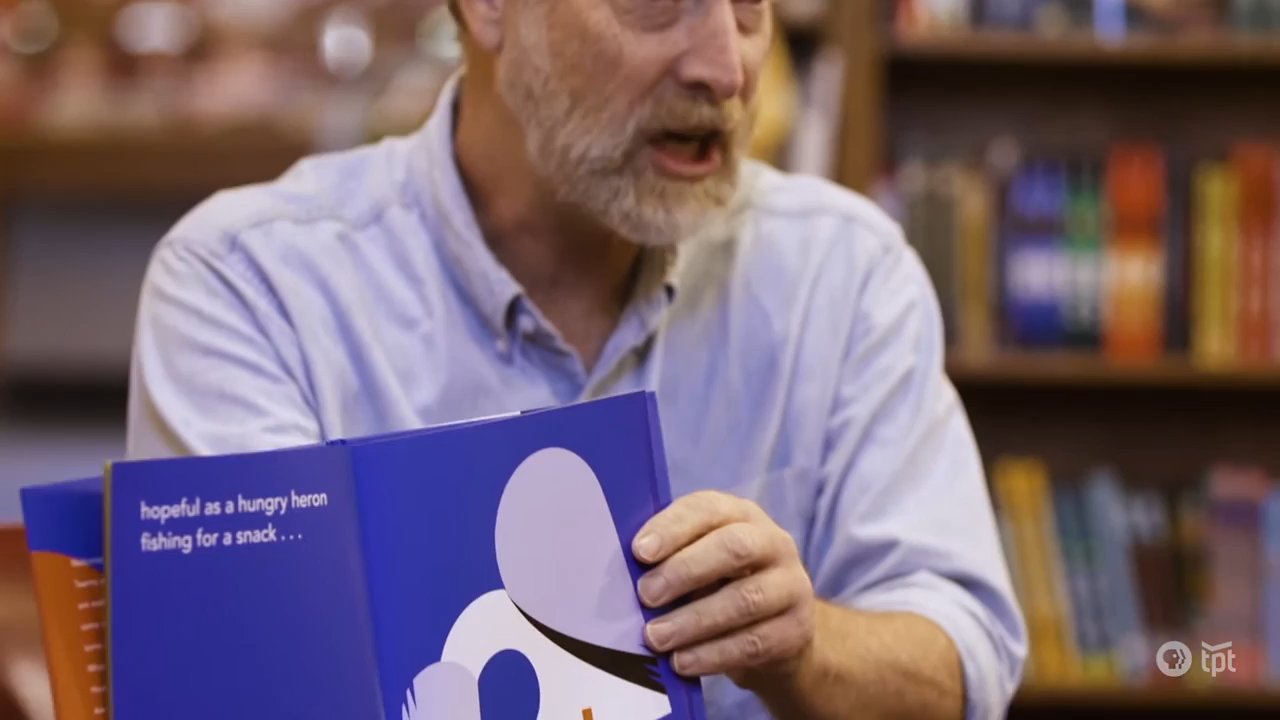 hopeful as a hungry heron
fishing for a snack . . .
tpt